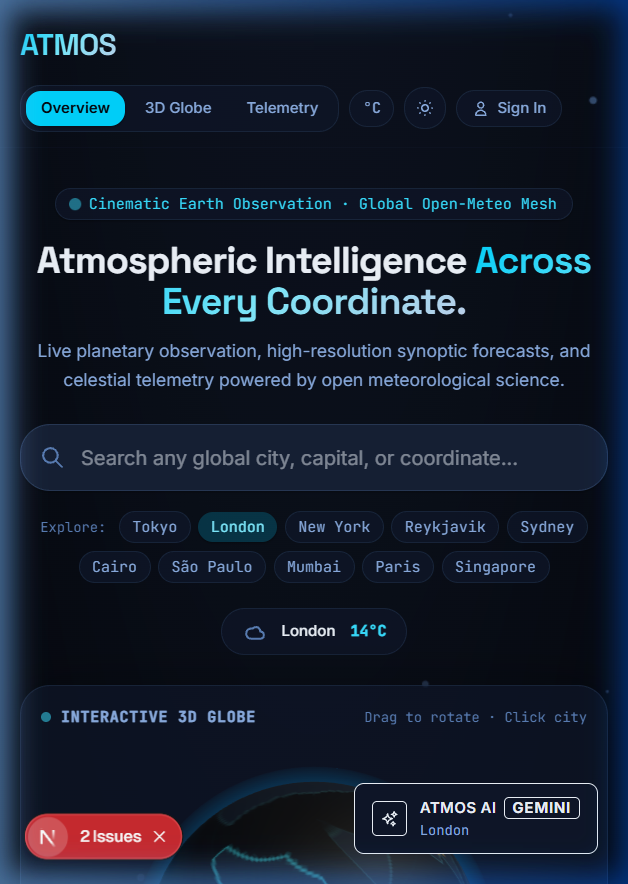 ATMOS
Overview 3D Globe Telemetry °C Sign In
Cinematic Earth Observation · Global Open-Meteo Mesh
Atmospheric Intelligence Across
Every Coordinate.
Live planetary observation, high-resolution synoptic forecasts, and
celestial telemetry powered by open meteorological science.
Search any global city, capital, or coordinate...
Explore: Tokyo London New York Reykjavik Sydney
Cairo São Paulo Mumbai Paris Singapore
London 14°C
INTERACTIVE 3D GLOBE Drag to rotate · Click city
ATMOS AI GEMINI
London
N 2 Issues